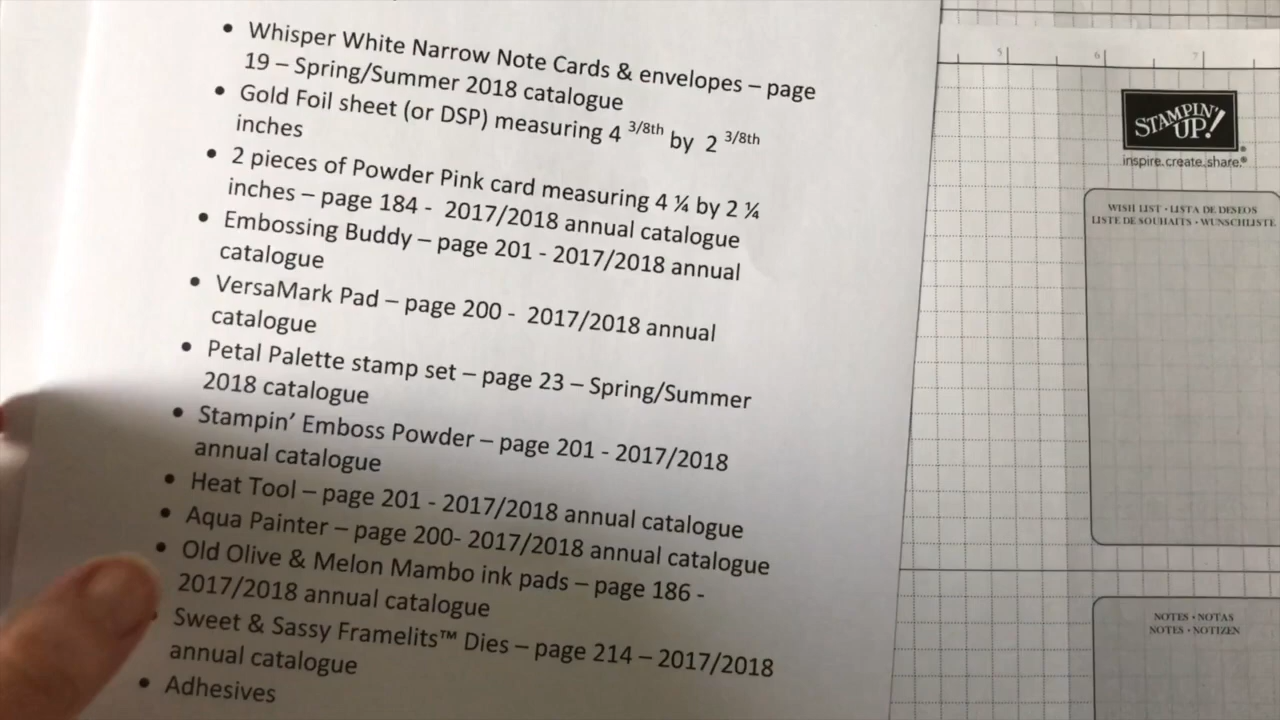 • Whisper White Narrow Note Cards & envelopes – page
19 – Spring/Summer 2018 catalogue
• Gold Foil sheet (or DSP) measuring 4 3/8th by 2 3/8th
inches
• 2 pieces of Powder Pink card measuring 4 ¼ by 2 ¼
inches – page 184 - 2017/2018 annual catalogue
• Embossing Buddy – page 201 - 2017/2018 annual
catalogue
• VersaMark Pad – page 200 - 2017/2018 annual
catalogue
• Petal Palette stamp set – page 23 – Spring/Summer
2018 catalogue
• Stampin’ Emboss Powder – page 201 - 2017/2018
annual catalogue
• Heat Tool – page 201 - 2017/2018 annual catalogue
• Aqua Painter – page 200- 2017/2018 annual catalogue
• Old Olive & Melon Mambo ink pads – page 186 -
2017/2018 annual catalogue
• Sweet & Sassy Framelits™ Dies – page 214 – 2017/2018
annual catalogue
• Adhesives
5 6 7
STAMPIN’
UP!®
inspire.create.share.®
WISH LIST • LISTA DE DESEOS
LISTE DE SOUHAITS • WUNSCHLISTE
NOTES • NOTAS
NOTES • NOTIZEN